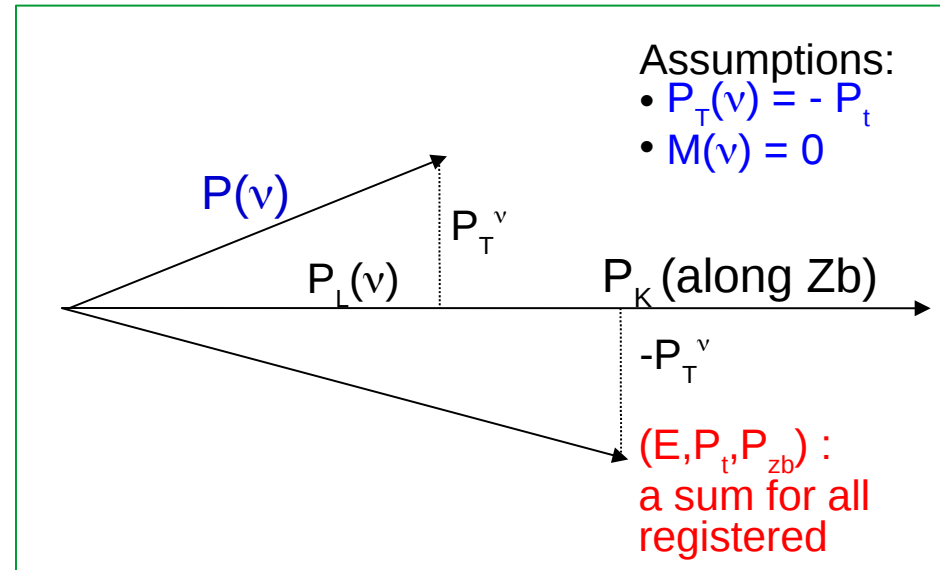 Assumptions:
• P_T(ν) = - P_t
• M(ν) = 0
P(ν)
P_T^ν
P_L(ν)
P_K (along Zb)
-P_T^ν
(E,P_t,P_zb) :
a sum for all
registered